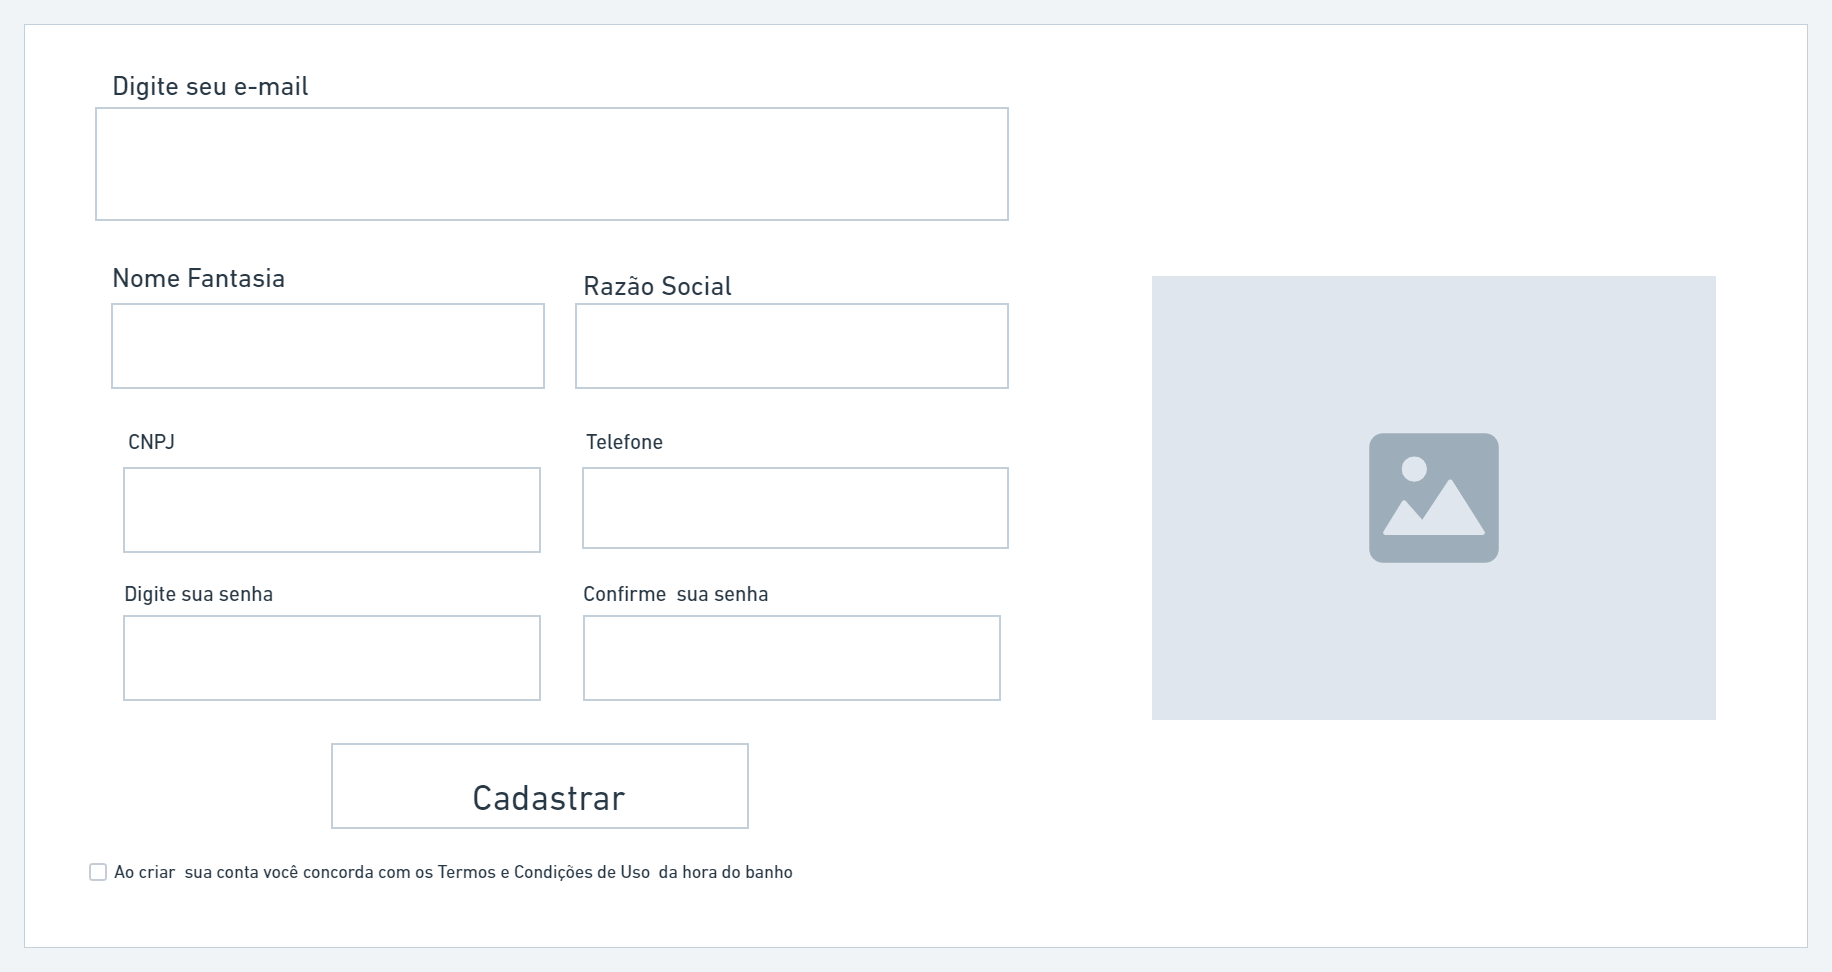 Digite seu e-mail
Nome Fantasia
Razão Social
CNPJ
Telefone
Digite sua senha
Confirme  sua senha
Cadastrar
Ao criar  sua conta você concorda com os Termos e Condições de Uso  da hora do banho